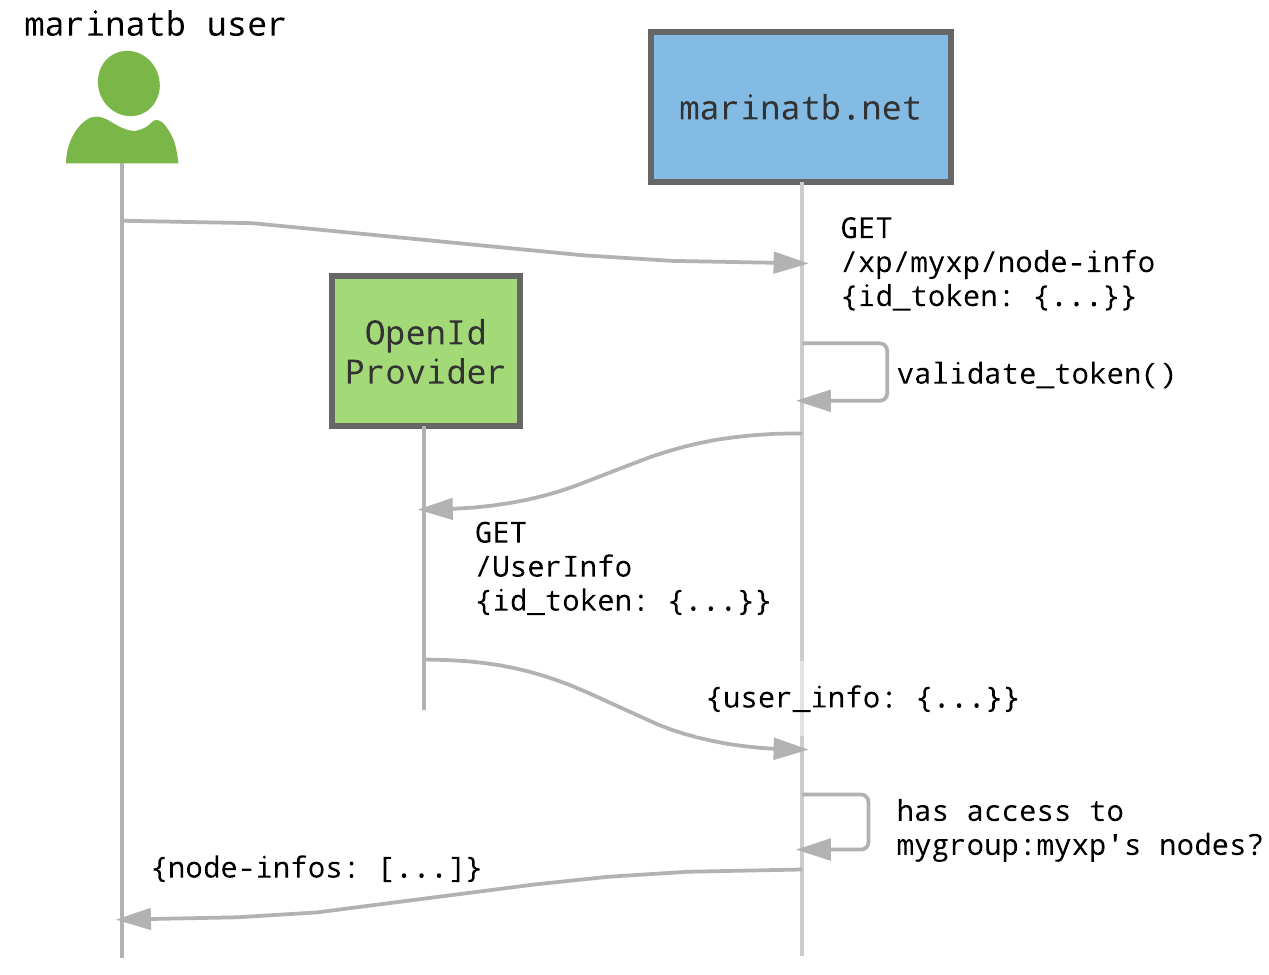 marinatb user
marinatb.net
GET
/xp/myxp/node-info
{id_token: {...}}
OpenId
Provider
validate_token()
GET
/UserInfo
{id_token: {...}}
{user_info: {...}}
has access to
mygroup:myxp's nodes?
{node-infos: [...]}